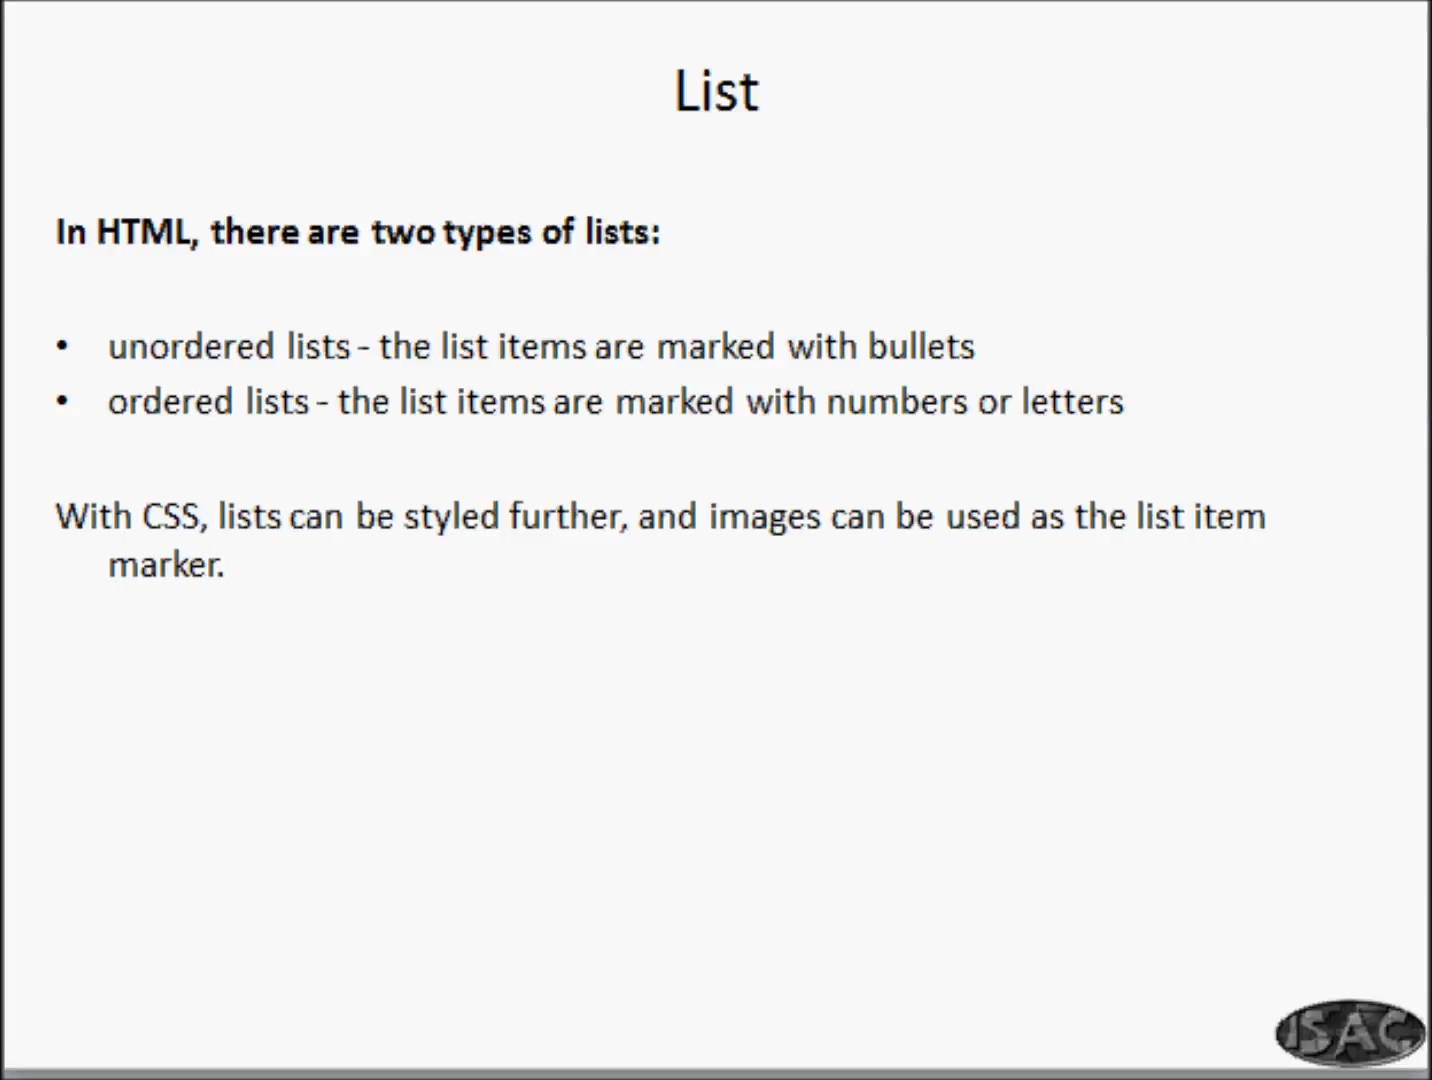 List
In HTML, there are two types of lists:
• unordered lists - the list items are marked with bullets
• ordered lists - the list items are marked with numbers or letters
With CSS, lists can be styled further, and images can be used as the list item
marker.
ISAC